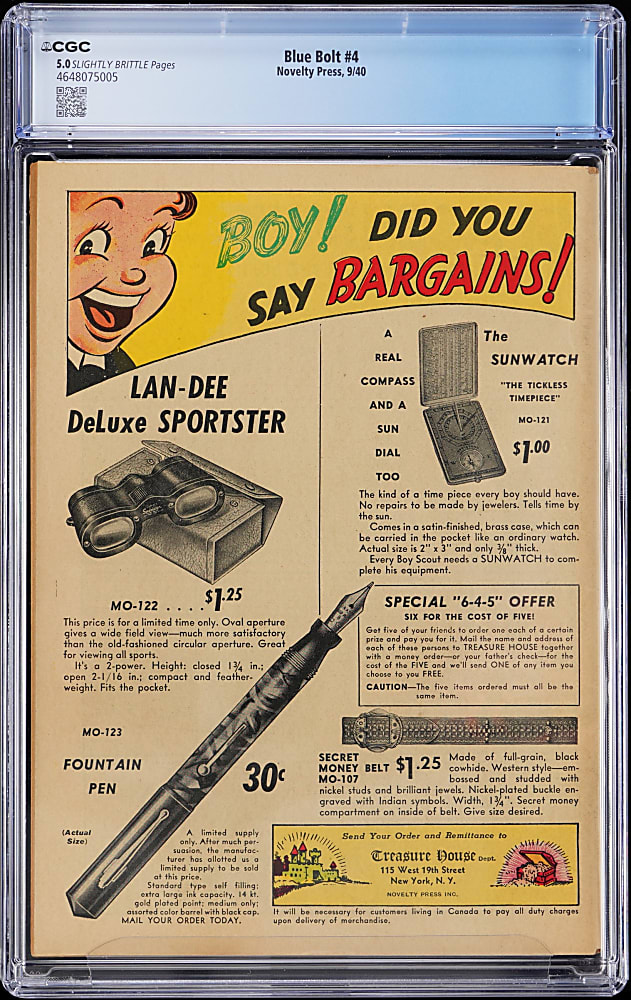 CGC
5.0 SLIGHTLY BRITTLE Pages
4648075005
Blue Bolt #4
Novelty Press, 9/40
BOY! DID YOU
SAY BARGAINS!
LAN-DEE
DeLuxe SPORTSTER
MO-122 . . . . $1.25
This price is for a limited time only. Oval aperture
gives a wide field view—much more satisfactory
than the old-fashioned circular aperture. Great
for viewing all sports.
It's a 2-power. Height: closed 1¾ in.;
open 2-1/16 in.; compact and feather-
weight. Fits the pocket.
A
REAL
COMPASS
AND A
SUN
DIAL
TOO
The
SUNWATCH
"THE TICKLESS
TIMEPIECE"
MO-121
$1.00
The kind of a time piece every boy should have.
No repairs to be made by jewelers. Tells time by
the sun.
Comes in a satin-finished, brass case, which can
be carried in the pocket like an ordinary watch.
Actual size is 2" x 3" and only ⅜" thick.
Every Boy Scout needs a SUNWATCH to com-
plete his equipment.
SPECIAL "6-4-5" OFFER
SIX FOR THE COST OF FIVE!
Get five of your friends to order one each of a certain
prize and pay you for it. Mail the name and address of
each of these persons to TREASURE HOUSE together
with a money order—or your father's check—for the
cost of the FIVE and we'll send ONE of any item you
choose to you FREE.
CAUTION—The five items ordered must all be the
same item.
SECRET
MONEY BELT $1.25
MO-107
Made of full-grain, black
cowhide. Western style—em-
bossed and studded with
nickel studs and brilliant jewels. Nickel-plated buckle en-
graved with Indian symbols. Width, 1¾". Secret money
compartment on inside of belt. Give size desired.
MO-123
FOUNTAIN
PEN
30c
(Actual
Size)
A limited supply
only. After much per-
suasion, the manufac-
turer has allotted us a
limited supply to be sold
at this price.
Standard type self filling;
extra large ink capacity. 14 kt.
gold plated point; medium only;
assorted color barrel with black cap.
MAIL YOUR ORDER TODAY.
Send Your Order and Remittance to
Treasure House Dept.
115 West 19th Street
New York, N. Y.
NOVELTY PRESS INC.
It will be necessary for customers living in Canada to pay all duty charges
upon delivery of merchandise.